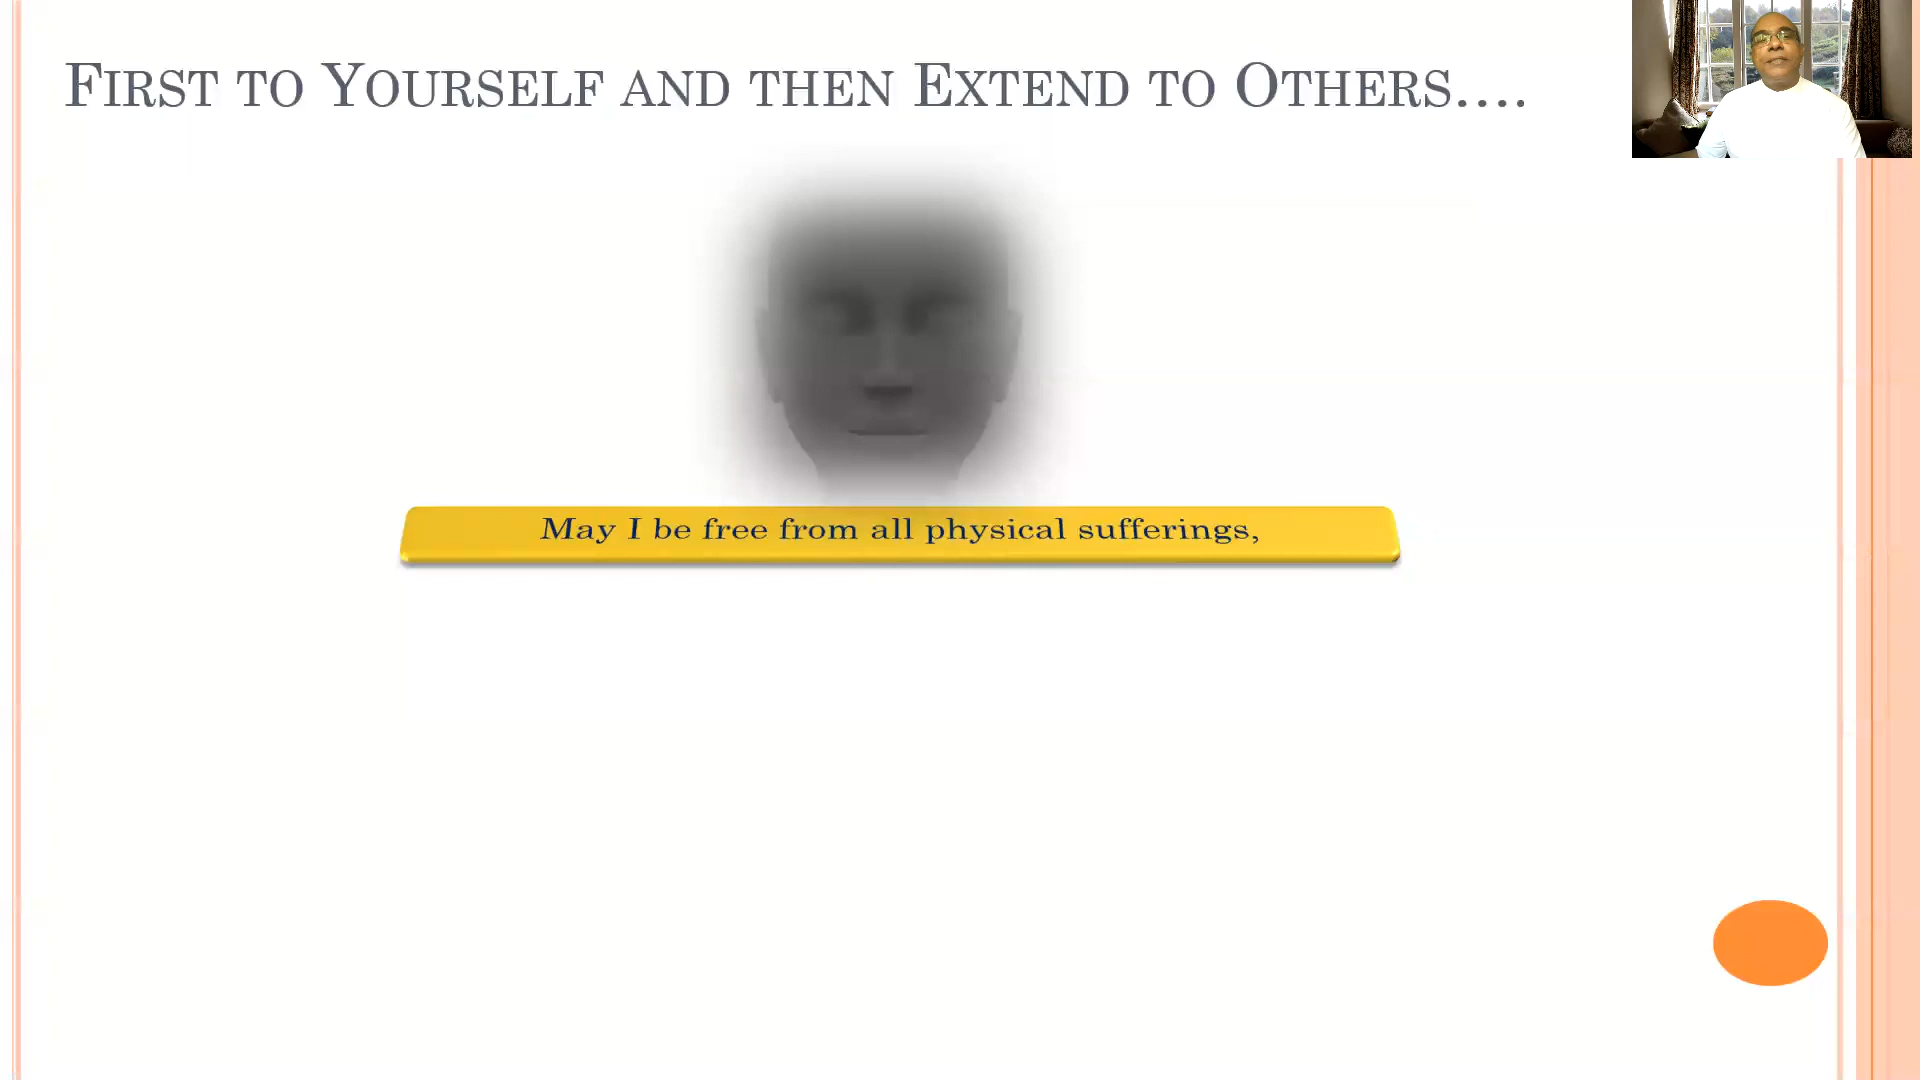 First to Yourself and then Extend to Others....
May I be free from all physical sufferings,